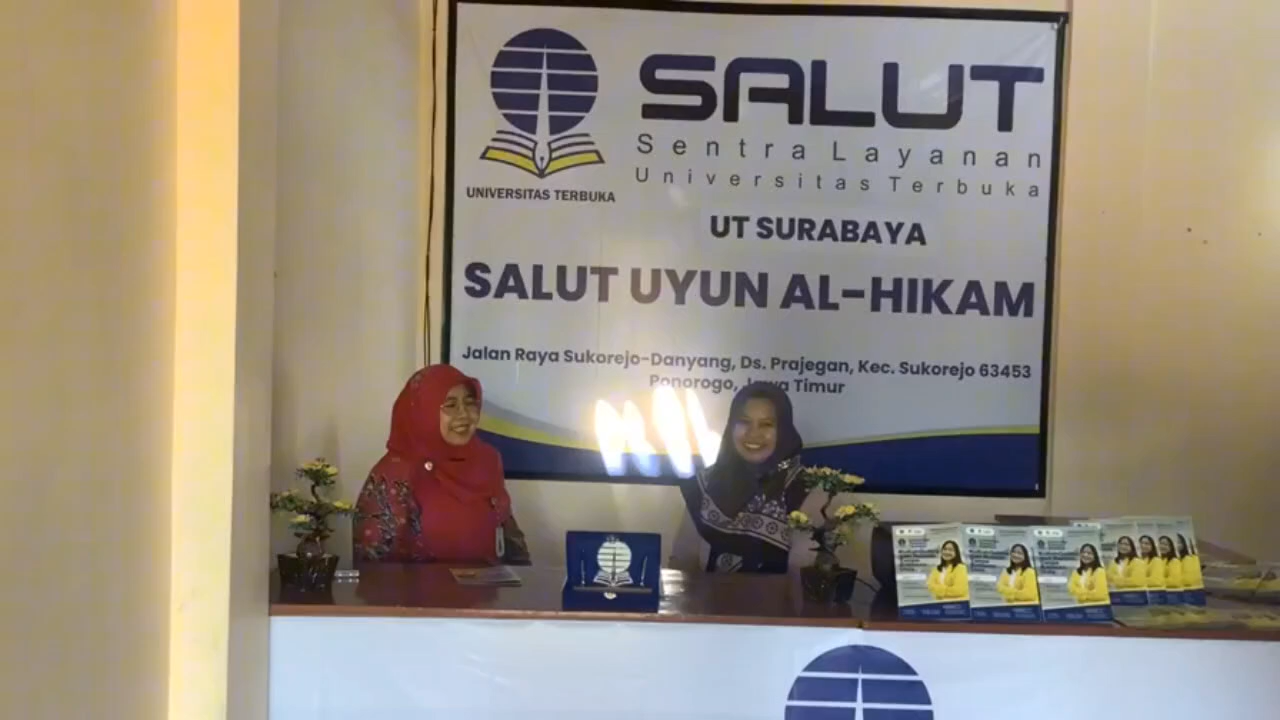 SALUT
Sentra Layanan
Universitas Terbuka
UNIVERSITAS TERBUKA
UT SURABAYA
SALUT UYUN AL-HIKAM
Jalan Raya Sukorejo-Danyang, Ds. Prajegan, Kec. Sukorejo 63453
Ponorogo, Jawa Timur